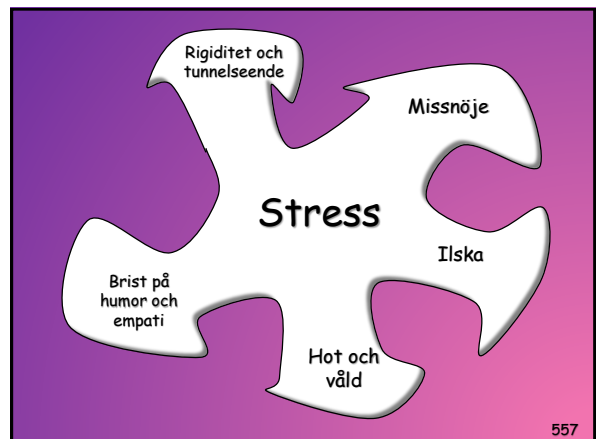 Rigiditet och
tunnelseende
Missnöje
Stress
Ilska
Brist på
humor och
empati
Hot och
våld
557